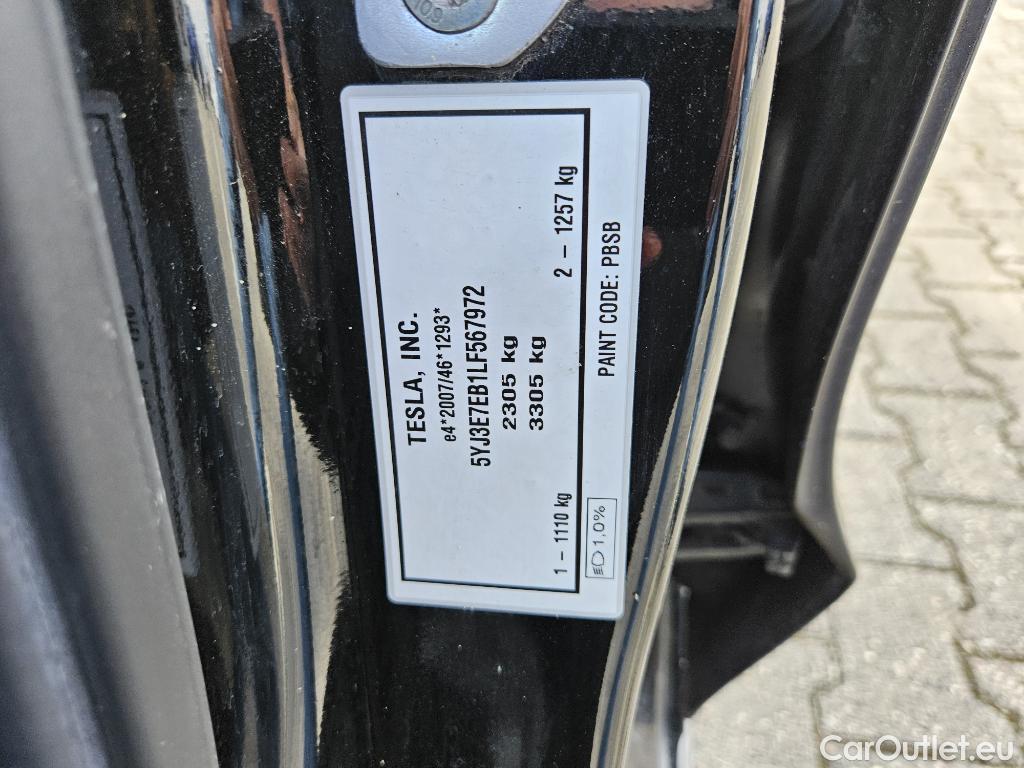 TESLA, INC.
e4*2007/46*1293*
5YJ3E7EB1LF567972
2305 kg
3305 kg
1 – 1110 kg 2 – 1257 kg
1,0% PAINT CODE: PBSB
CarOutlet.eu